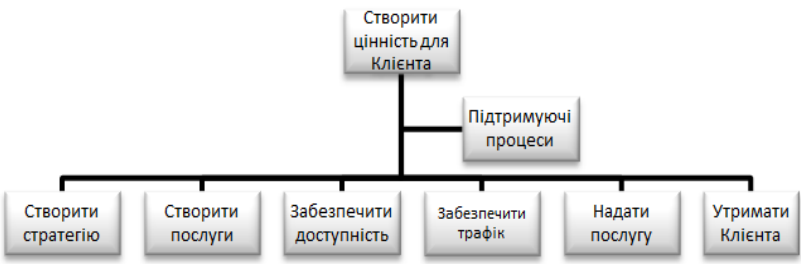 Створити
цінність для
Клієнта
Підтримуючі
процеси
Створити
стратегію
Створити
послуги
Забезпечити
доступність
Забезпечити
трафік
Надати
послугу
Утримати
Клієнта